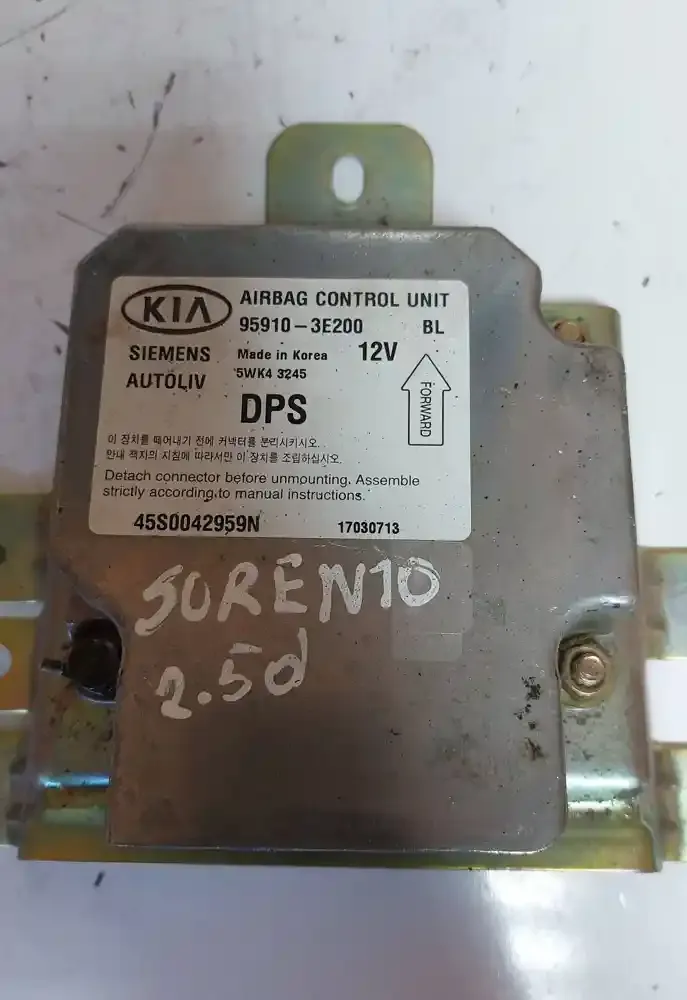 KIA AIRBAG CONTROL UNIT
95910-3E200 BL
SIEMENS Made in Korea 12V
AUTOLIV 5WK4 3245
DPS
FORWARD
이 장치를 떼어내기 전에 커넥터를 분리시키시오.
안내 책자의 지침에 따라서만 이 장치를 조립하십시오.
Detach connector before unmounting. Assemble
strictly according to manual instructions.
45S0042959N 17030713
SORENTO
2.5d